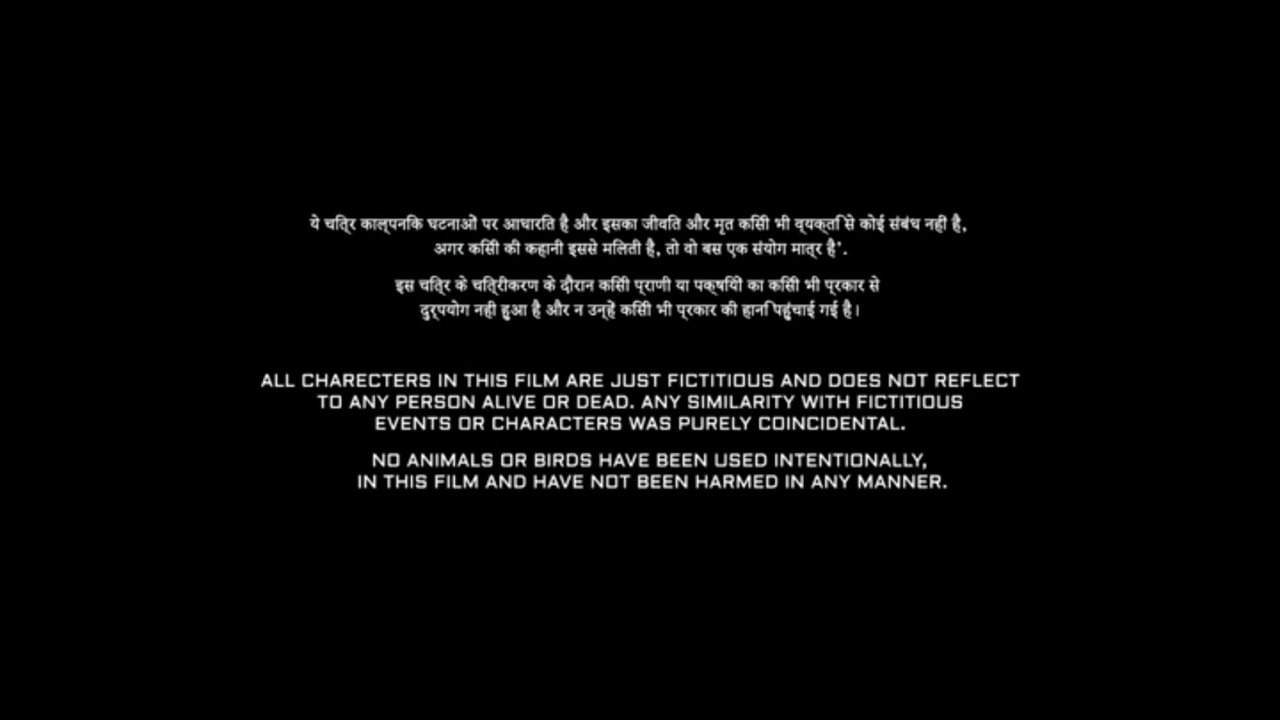 ये चित्र काल्पनिक घटनाओं पर आधारित है और इसका जीवित और मृत किसी भी व्यक्ति से कोई संबंध नहीं है,
अगर किसी की कहानी इससे मिलती है, तो वो बस एक संयोग मात्र है'.
इस चित्र के चित्रीकरण के दौरान किसी प्राणी या पक्षियों का किसी भी प्रकार से
दुर्पयोग नही हुआ है और न उन्हें किसी भी प्रकार की हानि पहुंचाई गई है।
ALL CHARECTERS IN THIS FILM ARE JUST FICTITIOUS AND DOES NOT REFLECT
TO ANY PERSON ALIVE OR DEAD. ANY SIMILARITY WITH FICTITIOUS
EVENTS OR CHARACTERS WAS PURELY COINCIDENTAL.
NO ANIMALS OR BIRDS HAVE BEEN USED INTENTIONALLY,
IN THIS FILM AND HAVE NOT BEEN HARMED IN ANY MANNER.